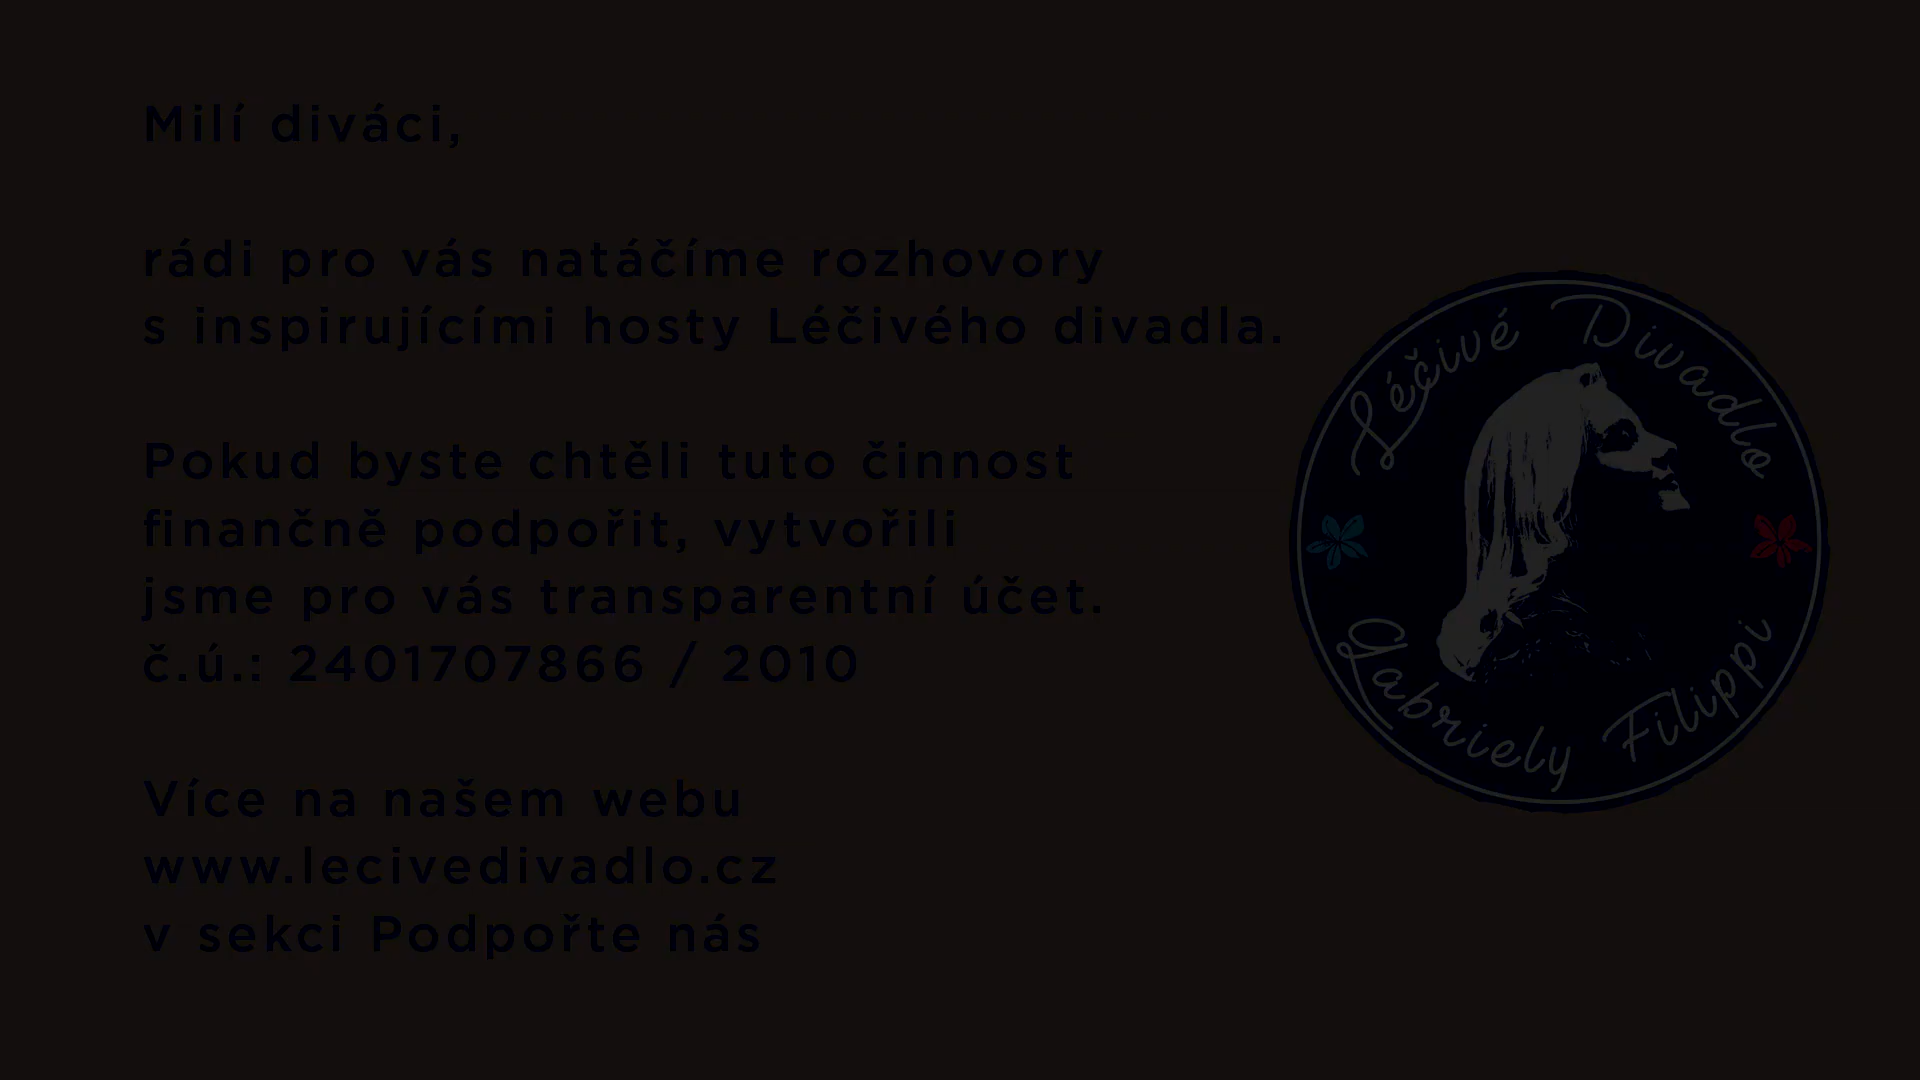 Milí diváci,
rádi pro vás natáčíme rozhovory
s inspirujícími hosty Léčivého divadla.
Pokud byste chtěli tuto činnost
finančně podpořit, vytvořili
jsme pro vás transparentní účet.
č.ú.: 2401707866 / 2010
Více na našem webu
www.lecivedivadlo.cz
v sekci Podpořte nás
Léčivé Divadlo
Gabriely Filippi